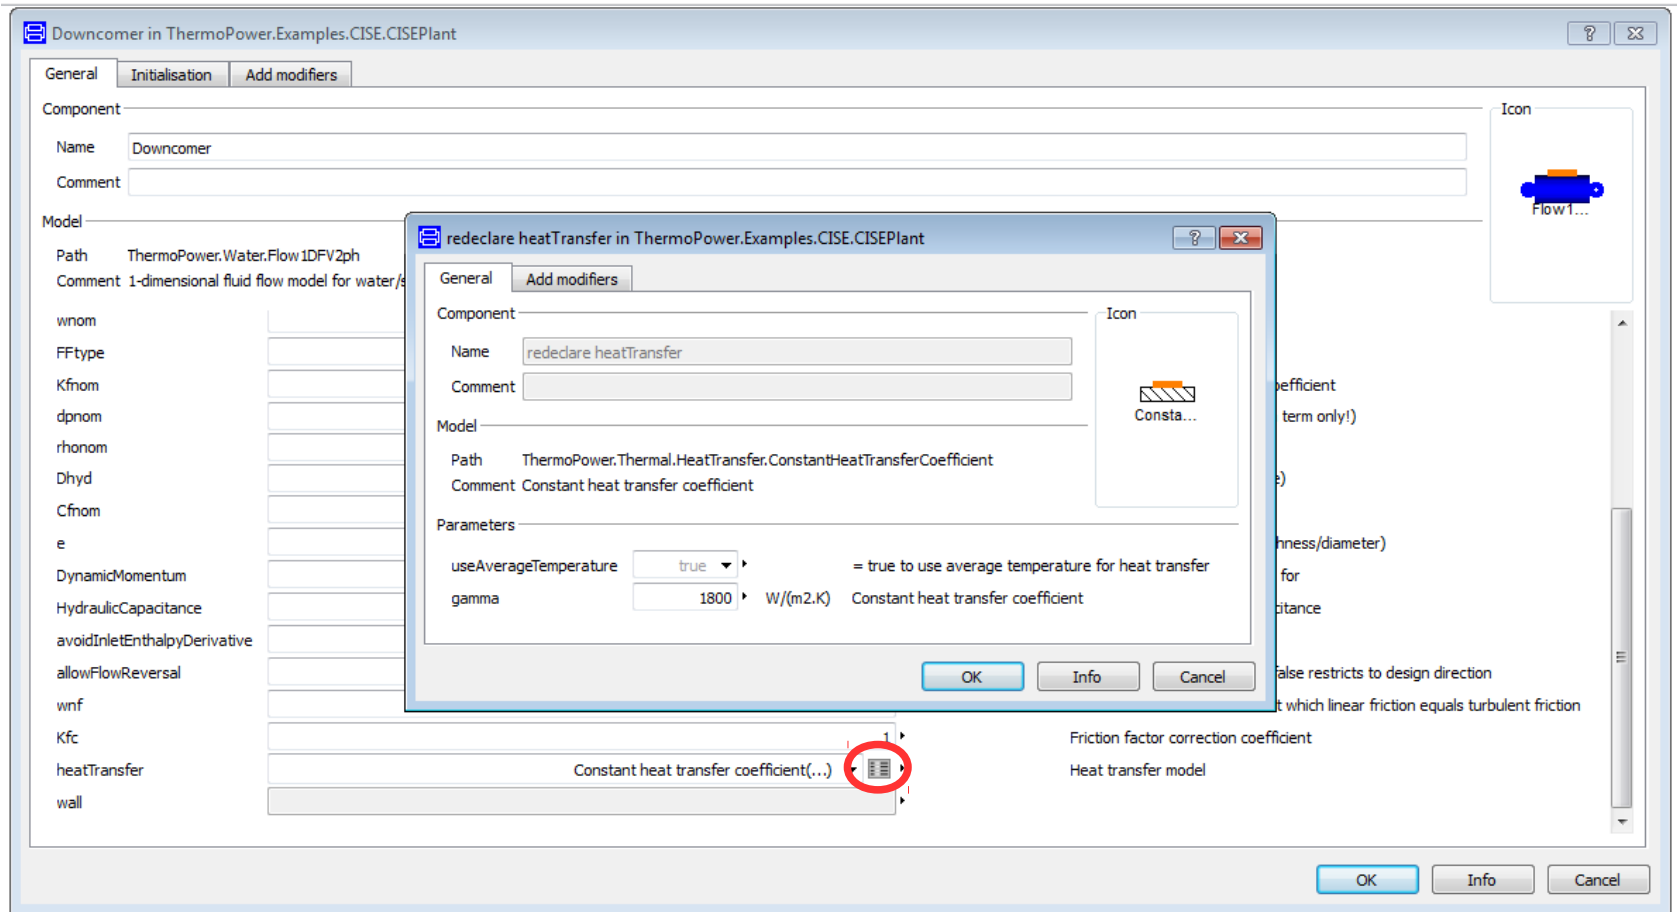 Downcomer in ThermoPower.Examples.CISE.CISEPlant
?
General Initialisation Add modifiers
Component
Icon
Name Downcomer
Comment
Flow1...
Model
Path ThermoPower.Water.Flow1DFV2ph
Comment 1-dimensional fluid flow model for water/s
wnom
FFtype
Kfnom
oefficient
dpnom
term only!)
rhonom
Dhyd
e)
Cfnom
e
hness/diameter)
DynamicMomentum
for
HydraulicCapacitance
citance
avoidInletEnthalpyDerivative
allowFlowReversal
false restricts to design direction
wnf
t which linear friction equals turbulent friction
Kfc 1 Friction factor correction coefficient
heatTransfer Constant heat transfer coefficient(...) Heat transfer model
wall
OK Info Cancel
redeclare heatTransfer in ThermoPower.Examples.CISE.CISEPlant
?
General Add modifiers
Component
Icon
Name redeclare heatTransfer
Comment
Consta...
Model
Path ThermoPower.Thermal.HeatTransfer.ConstantHeatTransferCoefficient
Comment Constant heat transfer coefficient
Parameters
useAverageTemperature true = true to use average temperature for heat transfer
gamma 1800 W/(m2.K) Constant heat transfer coefficient
OK Info Cancel